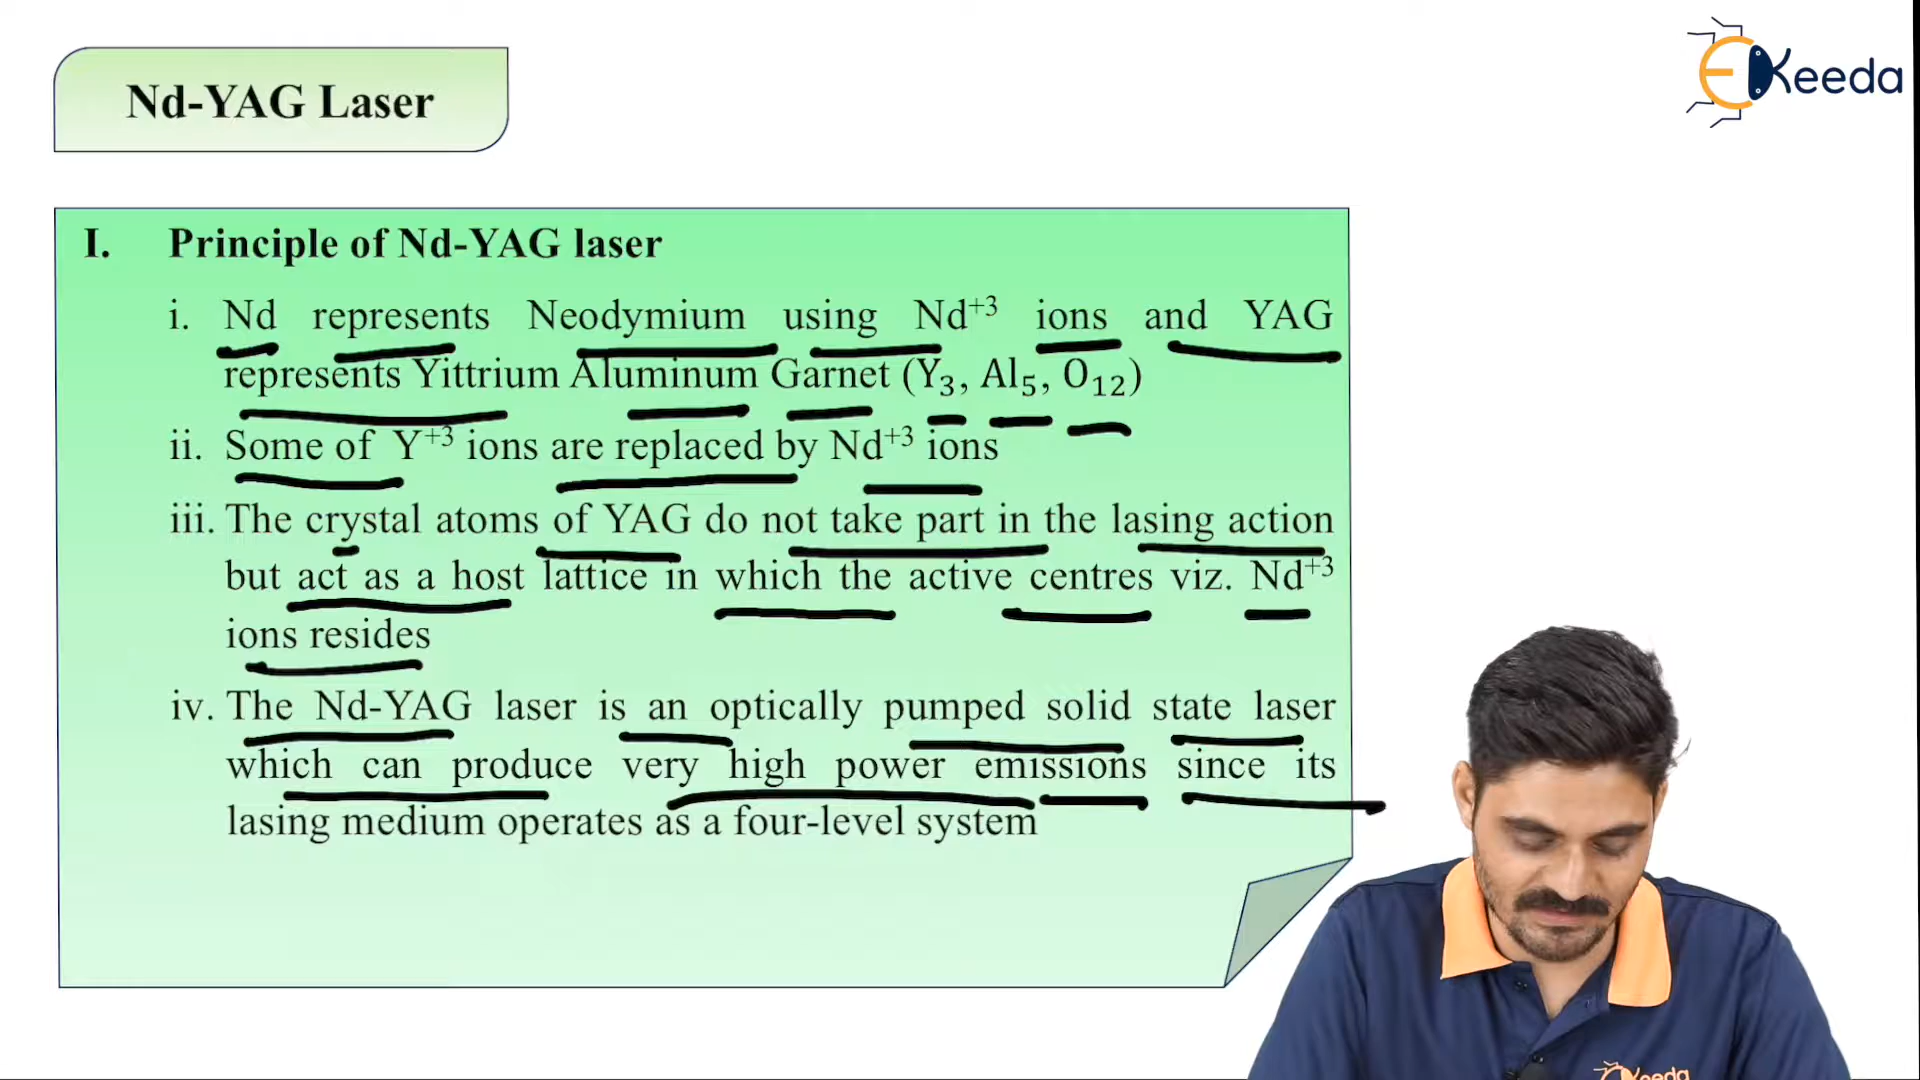 Nd-YAG Laser
EKeeda
I. Principle of Nd-YAG laser
i. Nd represents Neodymium using Nd⁺³ ions and YAG
represents Yittrium Aluminum Garnet (Y₃, Al₅, O₁₂)
ii. Some of Y⁺³ ions are replaced by Nd⁺³ ions
iii. The crystal atoms of YAG do not take part in the lasing action
but act as a host lattice in which the active centres viz. Nd⁺³
ions resides
iv. The Nd-YAG laser is an optically pumped solid state laser
which can produce very high power emissions since its
lasing medium operates as a four-level system
Keeda